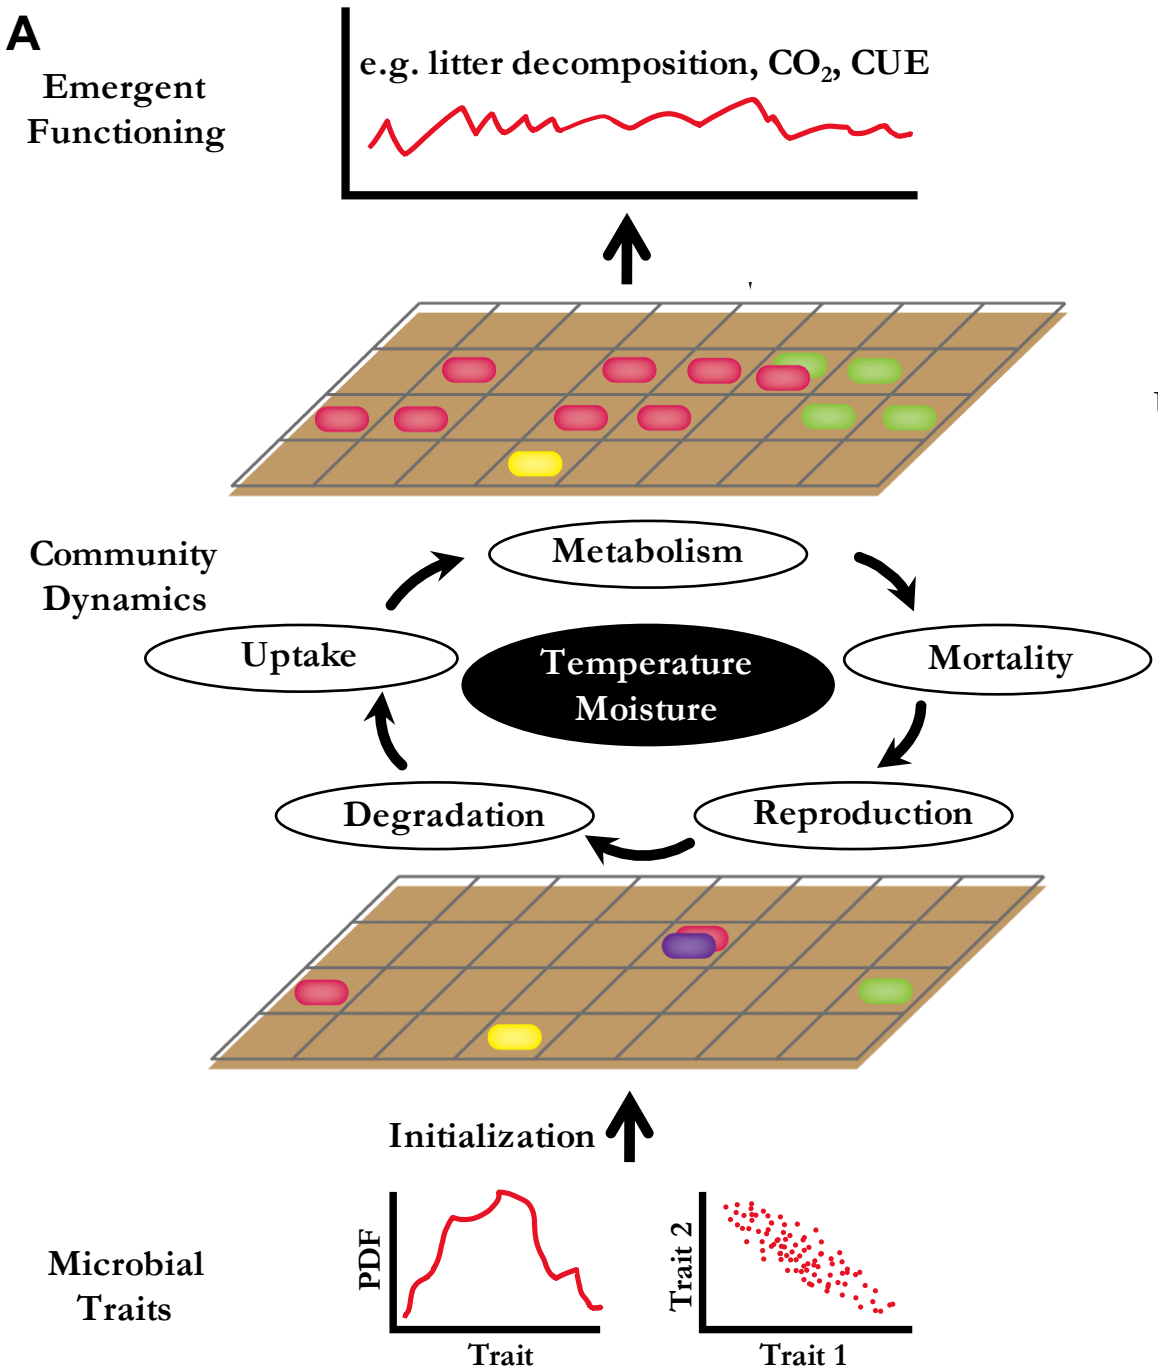 A
Emergent
Functioning
e.g. litter decomposition, CO₂, CUE
Community
Dynamics
Metabolism
Uptake
Temperature
Moisture
Mortality
Degradation
Reproduction
Initialization
Microbial
Traits
PDF
Trait
Trait 2
Trait 1